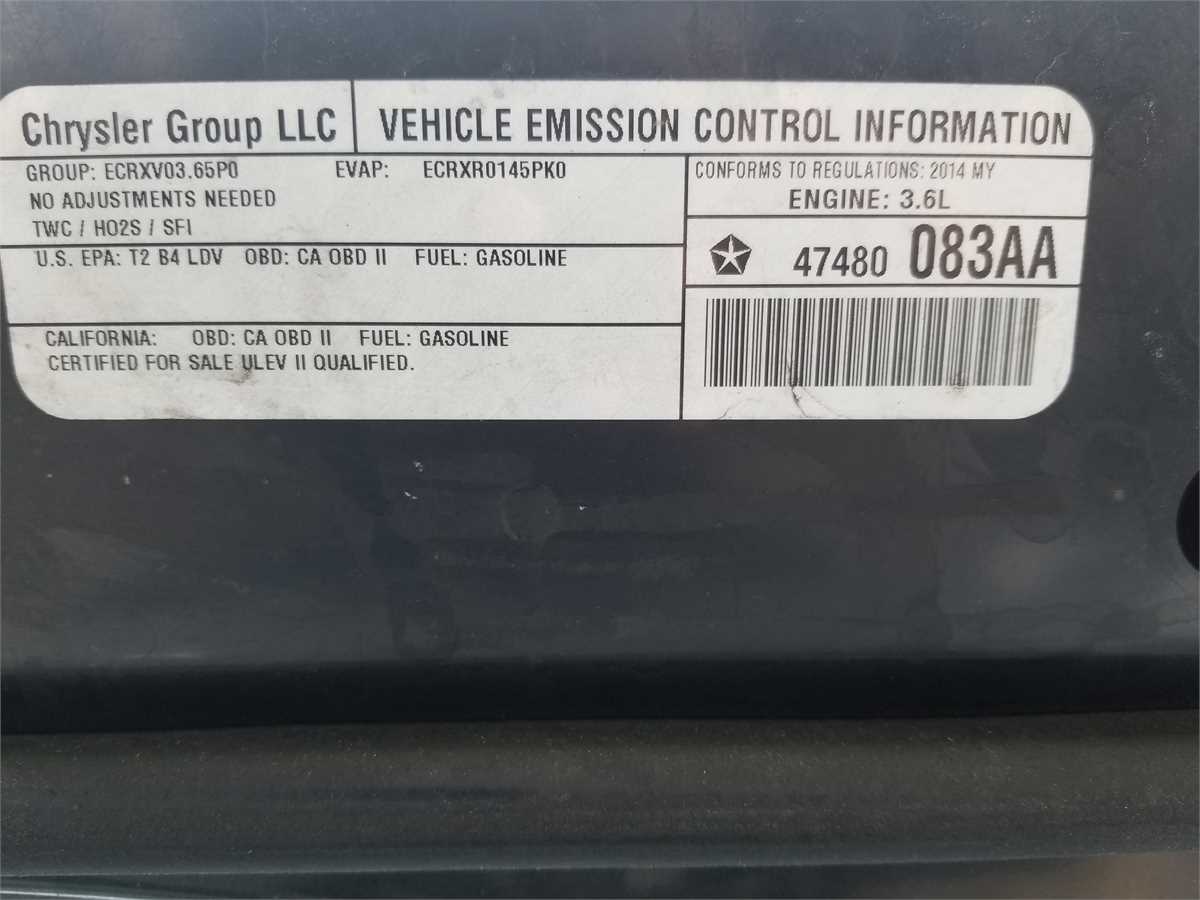 Chrysler Group LLC
VEHICLE EMISSION CONTROL INFORMATION
GROUP: ECRXV03.65P0 EVAP: ECRXR0145PK0
NO ADJUSTMENTS NEEDED
TWC / HO2S / SFI
U.S. EPA: T2 B4 LDV OBD: CA OBD II FUEL: GASOLINE
CALIFORNIA: OBD: CA OBD II FUEL: GASOLINE
CERTIFIED FOR SALE ULEV II QUALIFIED.
CONFORMS TO REGULATIONS: 2014 MY
ENGINE: 3.6L
47480 083AA